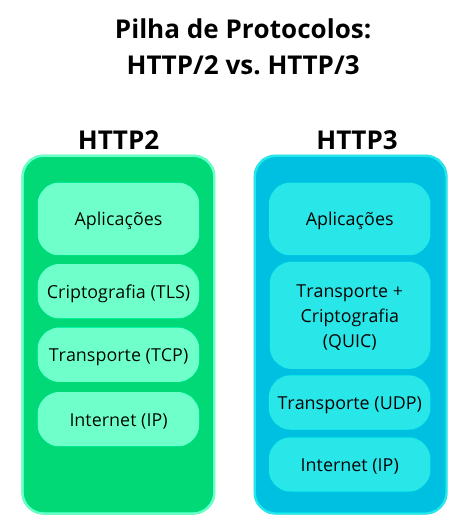 Pilha de Protocolos:
HTTP/2 vs. HTTP/3
HTTP2
Aplicações
Criptografia (TLS)
Transporte (TCP)
Internet (IP)
HTTP3
Aplicações
Transporte +
Criptografia
(QUIC)
Transporte (UDP)
Internet (IP)